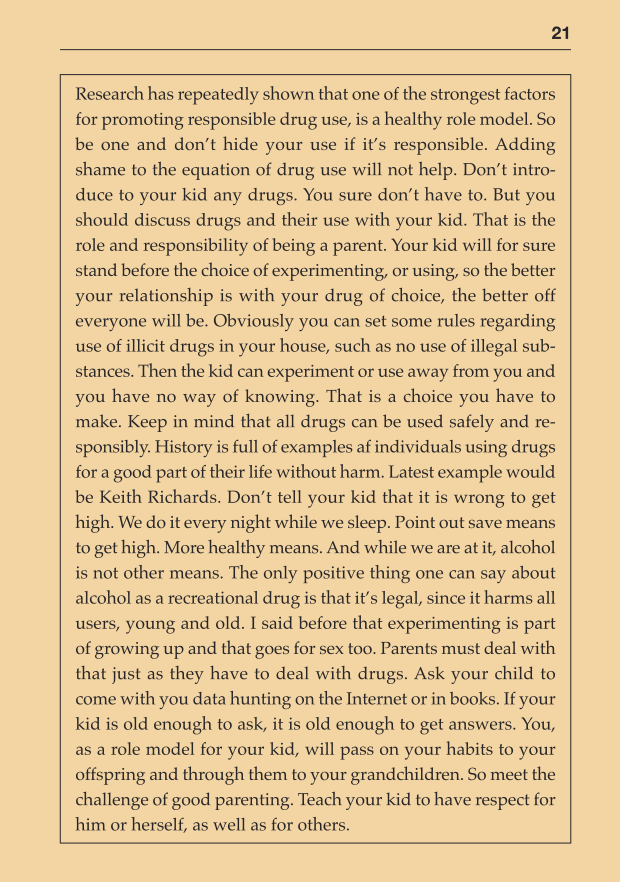 21
Research has repeatedly shown that one of the strongest factors
for promoting responsible drug use, is a healthy role model. So
be one and don't hide your use if it's responsible. Adding
shame to the equation of drug use will not help. Don't intro-
duce to your kid any drugs. You sure don't have to. But you
should discuss drugs and their use with your kid. That is the
role and responsibility of being a parent. Your kid will for sure
stand before the choice of experimenting, or using, so the better
your relationship is with your drug of choice, the better off
everyone will be. Obviously you can set some rules regarding
use of illicit drugs in your house, such as no use of illegal sub-
stances. Then the kid can experiment or use away from you and
you have no way of knowing. That is a choice you have to
make. Keep in mind that all drugs can be used safely and re-
sponsibly. History is full of examples af individuals using drugs
for a good part of their life without harm. Latest example would
be Keith Richards. Don't tell your kid that it is wrong to get
high. We do it every night while we sleep. Point out save means
to get high. More healthy means. And while we are at it, alcohol
is not other means. The only positive thing one can say about
alcohol as a recreational drug is that it's legal, since it harms all
users, young and old. I said before that experimenting is part
of growing up and that goes for sex too. Parents must deal with
that just as they have to deal with drugs. Ask your child to
come with you data hunting on the Internet or in books. If your
kid is old enough to ask, it is old enough to get answers. You,
as a role model for your kid, will pass on your habits to your
offspring and through them to your grandchildren. So meet the
challenge of good parenting. Teach your kid to have respect for
him or herself, as well as for others.